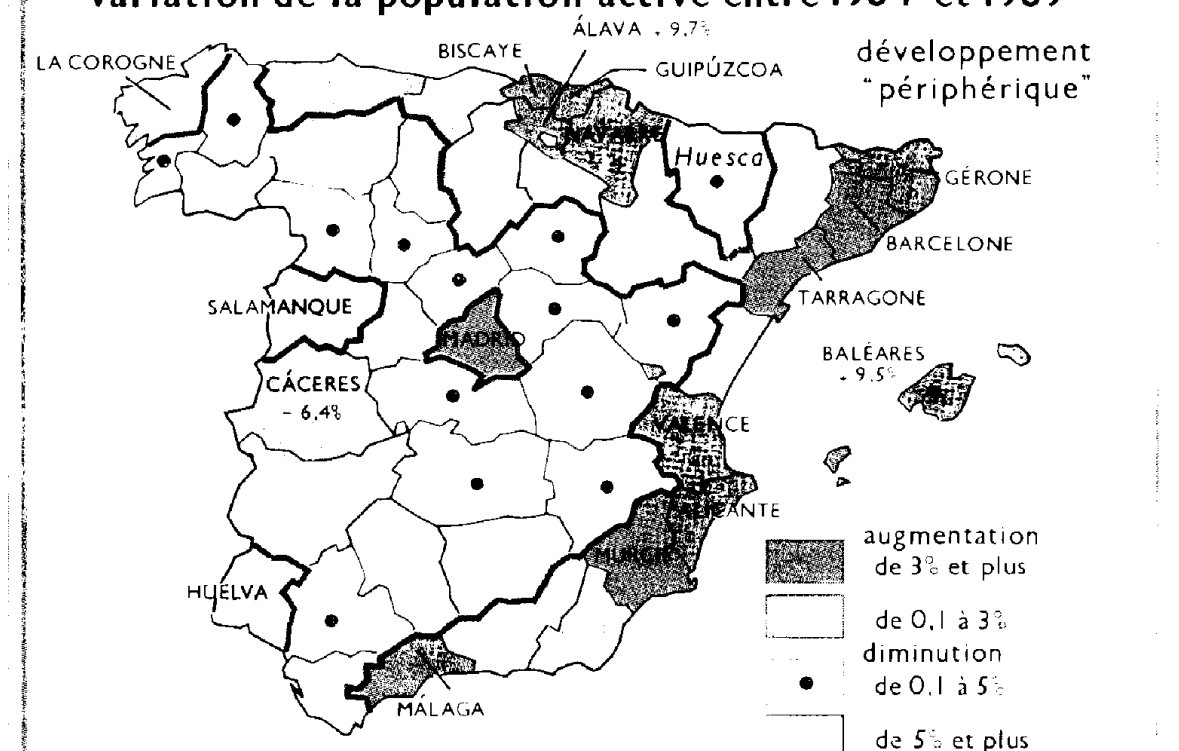 variation de la population active entre 1984 et 1989
ÁLAVA + 9,7%
BISCAYE
GUIPÚZCOA
développement
"périphérique"
LA COROGNE
NAVARRE
Huesca
GÉRONE
BARCELONE
TARRAGONE
SALAMANQUE
MADRID
BALÉARES
+ 9,5%
CÁCERES
- 6,4%
VALENCE
ALICANTE
MURCIE
HUELVA
MÁLAGA
augmentation
de 3% et plus
de 0,1 à 3%
diminution
de 0,1 à 5%
de 5% et plus